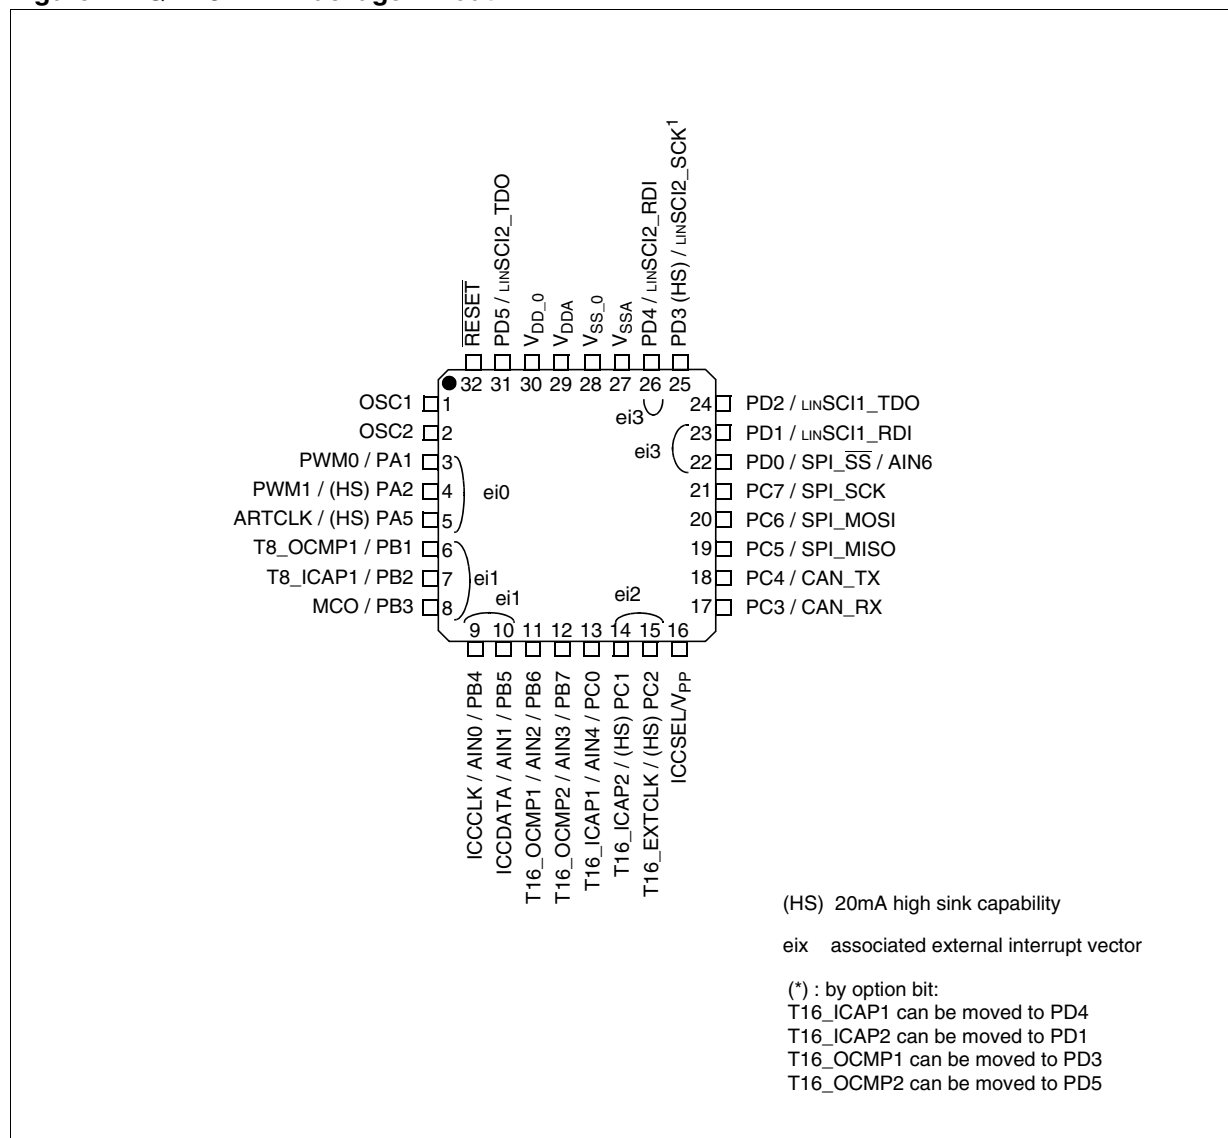 RESET
PD5 / LINSCI2_TDO
VDD_0
VDDA
VSS_0
VSSA
PD4 / LINSCI2_RDI
PD3 (HS) / LINSCI2_SCK1
32 31 30 29 28 27 26 25
ei3
OSC1 1
OSC2 2
PWM0 / PA1 3
PWM1 / (HS) PA2 4
ARTCLK / (HS) PA5 5
ei0
T8_OCMP1 / PB1 6
T8_ICAP1 / PB2 7
MCO / PB3 8
ei1
ei1
24 PD2 / LINSCI1_TDO
23 PD1 / LINSCI1_RDI
ei3
22 PD0 / SPI_SS / AIN6
21 PC7 / SPI_SCK
20 PC6 / SPI_MOSI
19 PC5 / SPI_MISO
18 PC4 / CAN_TX
17 PC3 / CAN_RX
ei2
9 10 11 12 13 14 15 16
ICCCLK / AIN0 / PB4
ICCDATA / AIN1 / PB5
T16_OCMP1 / AIN2 / PB6
T16_OCMP2 / AIN3 / PB7
T16_ICAP1 / AIN4 / PC0
T16_ICAP2 / (HS) PC1
T16_EXTCLK / (HS) PC2
ICCSEL/VPP
(HS) 20mA high sink capability
eix associated external interrupt vector
(*) : by option bit:
T16_ICAP1 can be moved to PD4
T16_ICAP2 can be moved to PD1
T16_OCMP1 can be moved to PD3
T16_OCMP2 can be moved to PD5